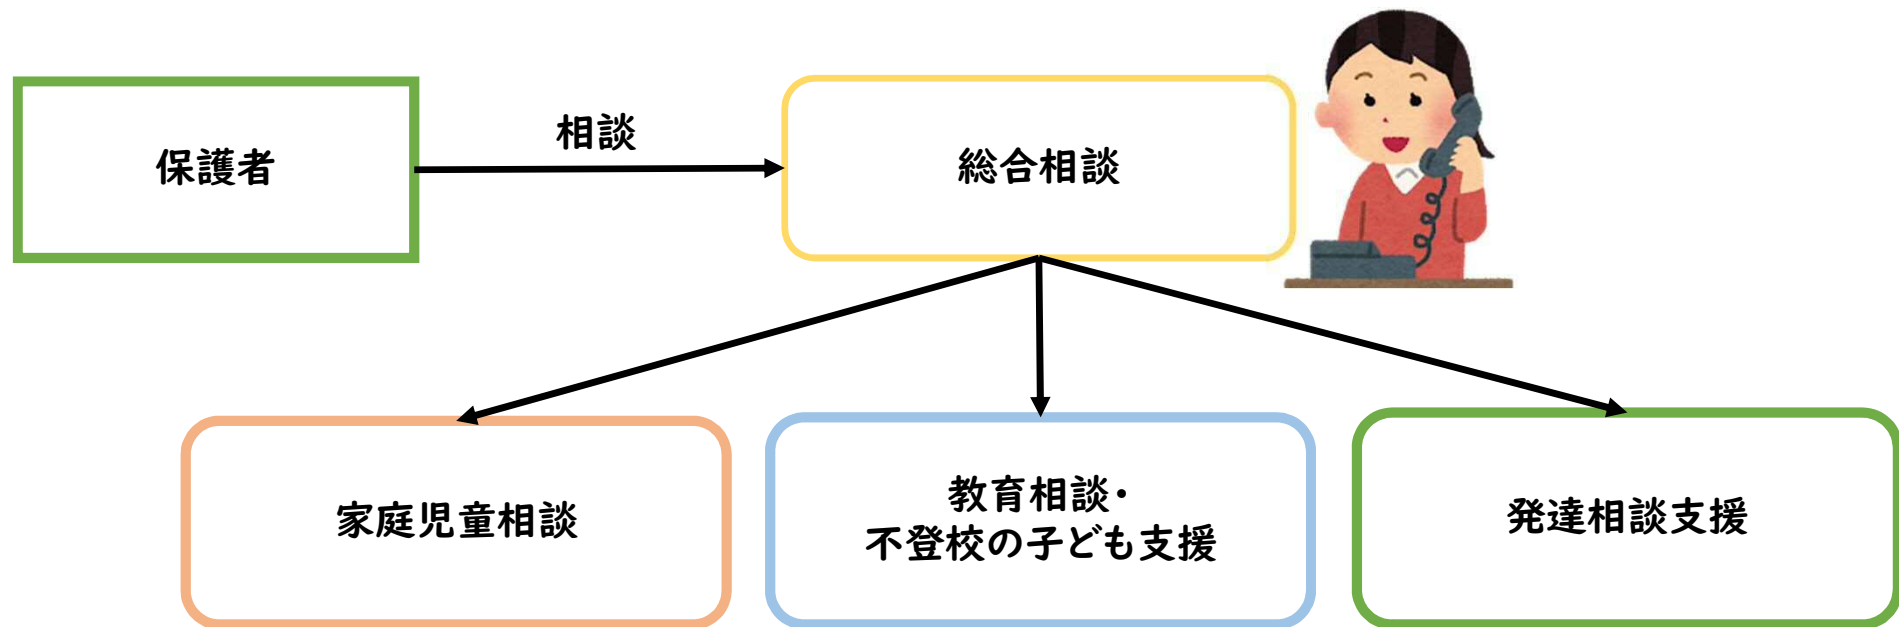 保護者
相談
総合相談
家庭児童相談
教育相談・
不登校の子ども支援
発達相談支援